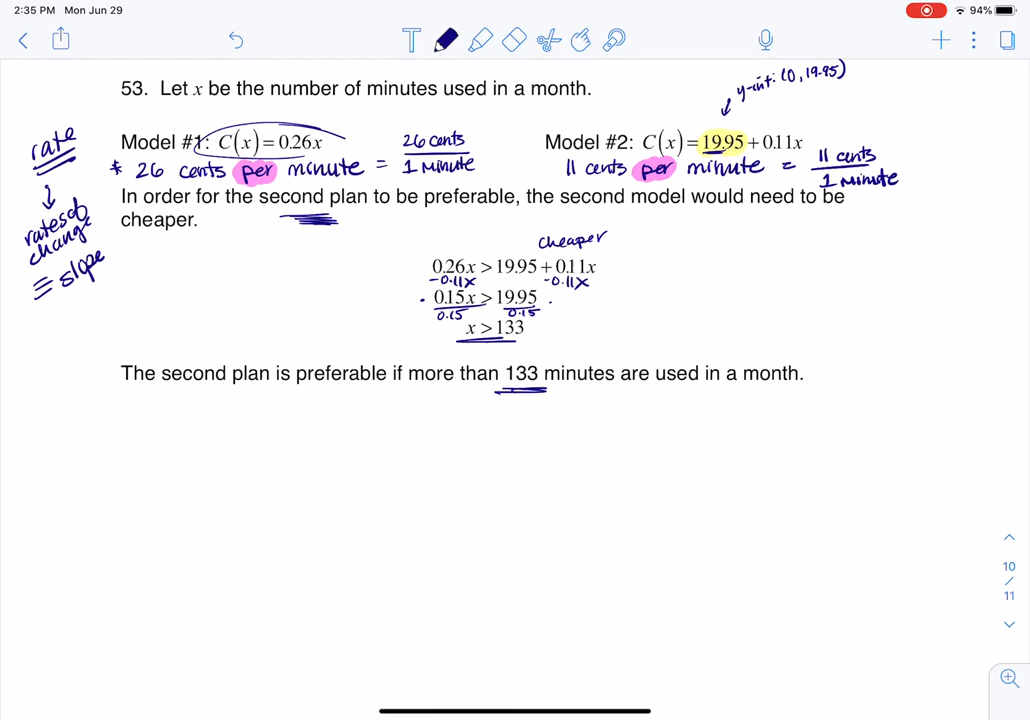 2:35 PM Mon Jun 29
94%
53. Let x be the number of minutes used in a month.
y-int: (0, 19.95)
Model #1: C(x) = 0.26x
26 cents / 1 minute
Model #2: C(x) = 19.95 + 0.11x
* 26 cents per minute = 26 cents / 1 minute
11 cents per minute = 11 cents / 1 minute
rate
rates of change
≡ slope
In order for the second plan to be preferable, the second model would need to be
cheaper.
cheaper
0.26x > 19.95 + 0.11x
-0.11x -0.11x
0.15x > 19.95
0.15 0.15
x > 133
The second plan is preferable if more than 133 minutes are used in a month.
10
/
11